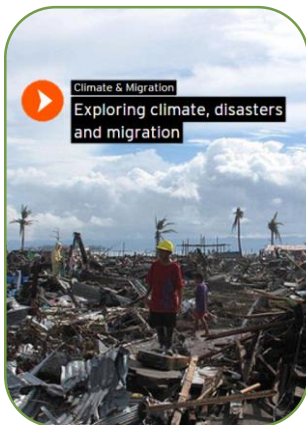 Climate & Migration
Exploring climate, disasters
and migration